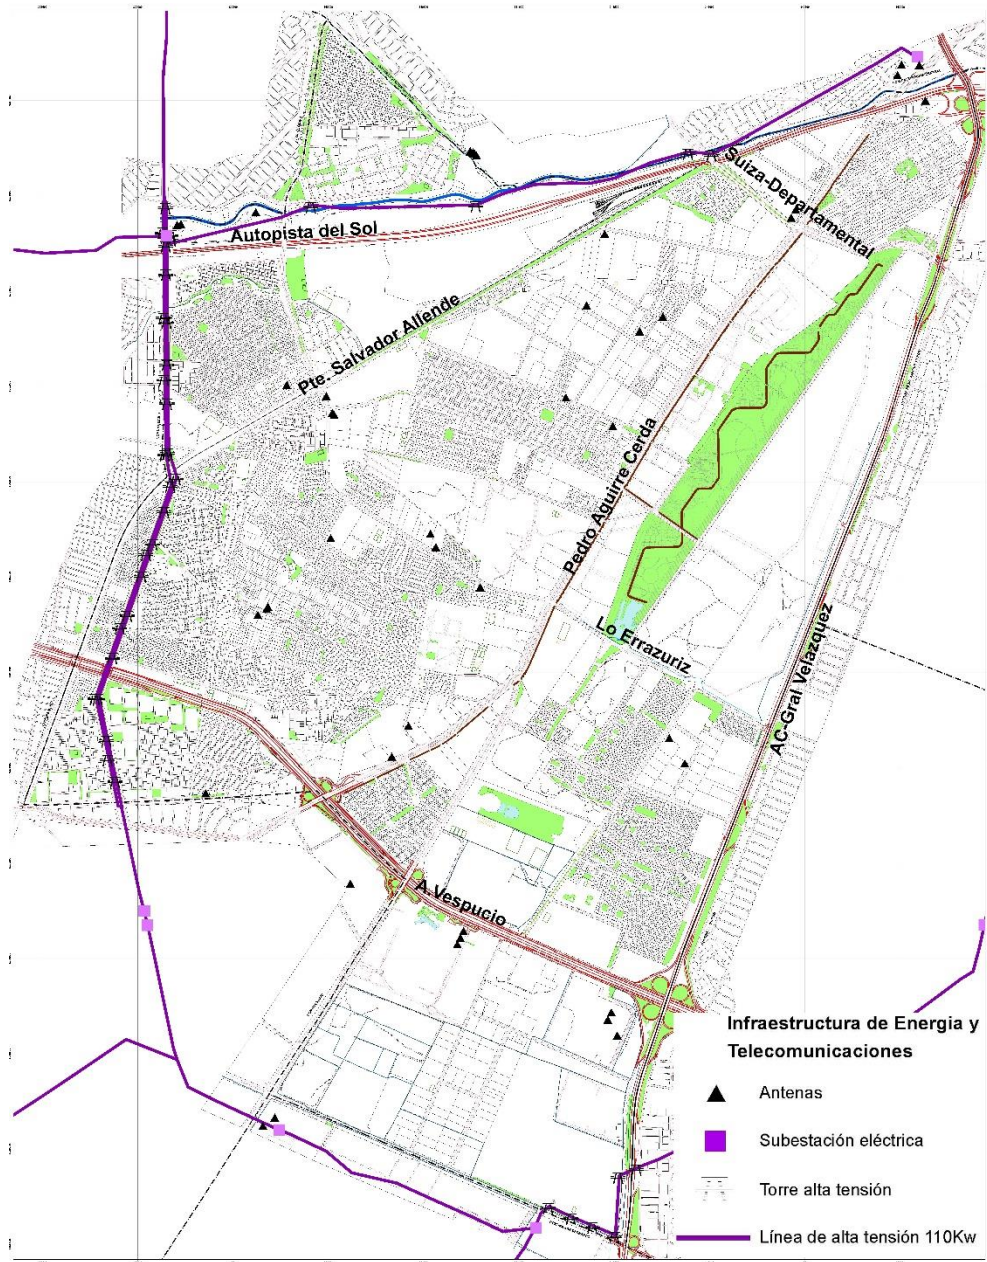 Suiza-Departamental
Autopista del Sol
Pte. Salvador Allende
Pedro Aguirre Cerda
Lo Errazuriz
AC-Gral Velazquez
A.Vespucio
Infraestructura de Energia y
Telecomunicaciones
Antenas
Subestación eléctrica
Torre alta tensión
Línea de alta tensión 110Kw